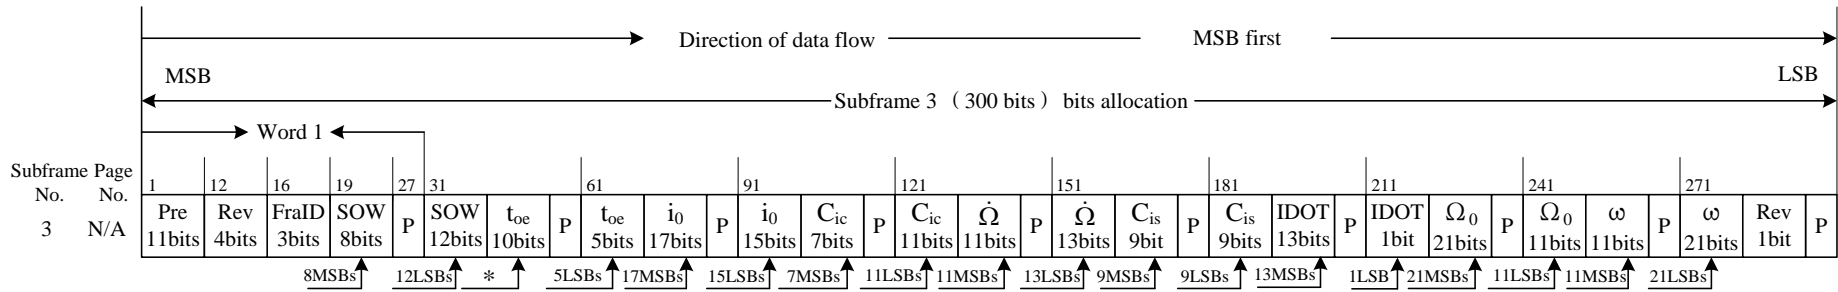 Direction of data flow MSB first
MSB LSB
Subframe 3 ( 300 bits ) bits allocation
Word 1
Subframe Page
No. No.
1 12 16 19 27 31 61 91 121 151 181 211 241 271
3 N/A
Pre 11bits
Rev 4bits
FraID 3bits
SOW 8bits
P
SOW 12bits
toe 10bits
P
toe 5bits
i0 17bits
P
i0 15bits
Cic 7bits
P
Cic 11bits
Ω̇ 11bits
P
Ω̇ 13bits
Cis 9bit
P
Cis 9bits
IDOT 13bits
P
IDOT 1bit
Ω0 21bits
P
Ω0 11bits
ω 11bits
P
ω 21bits
Rev 1bit
P
8MSBs 12LSBs * 5LSBs 17MSBs 15LSBs 7MSBs 11LSBs 11MSBs 13LSBs 9MSBs 9LSBs 13MSBs 1LSB 21MSBs 11LSBs 11MSBs 21LSBs